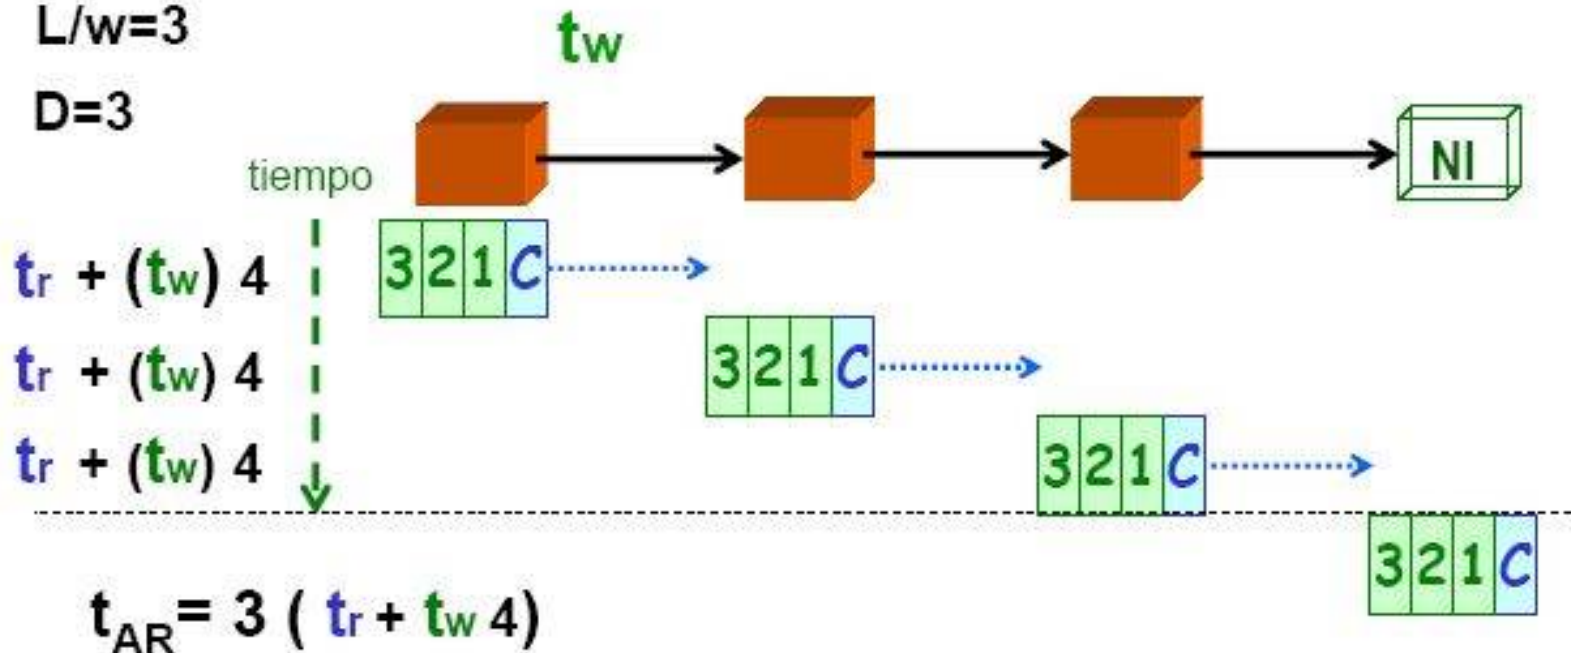 L/w=3
tw
D=3
NI
tiempo
3 2 1 C
tr + (tw) 4
3 2 1 C
tr + (tw) 4
3 2 1 C
tr + (tw) 4
3 2 1 C
tAR= 3 ( tr + tw 4)